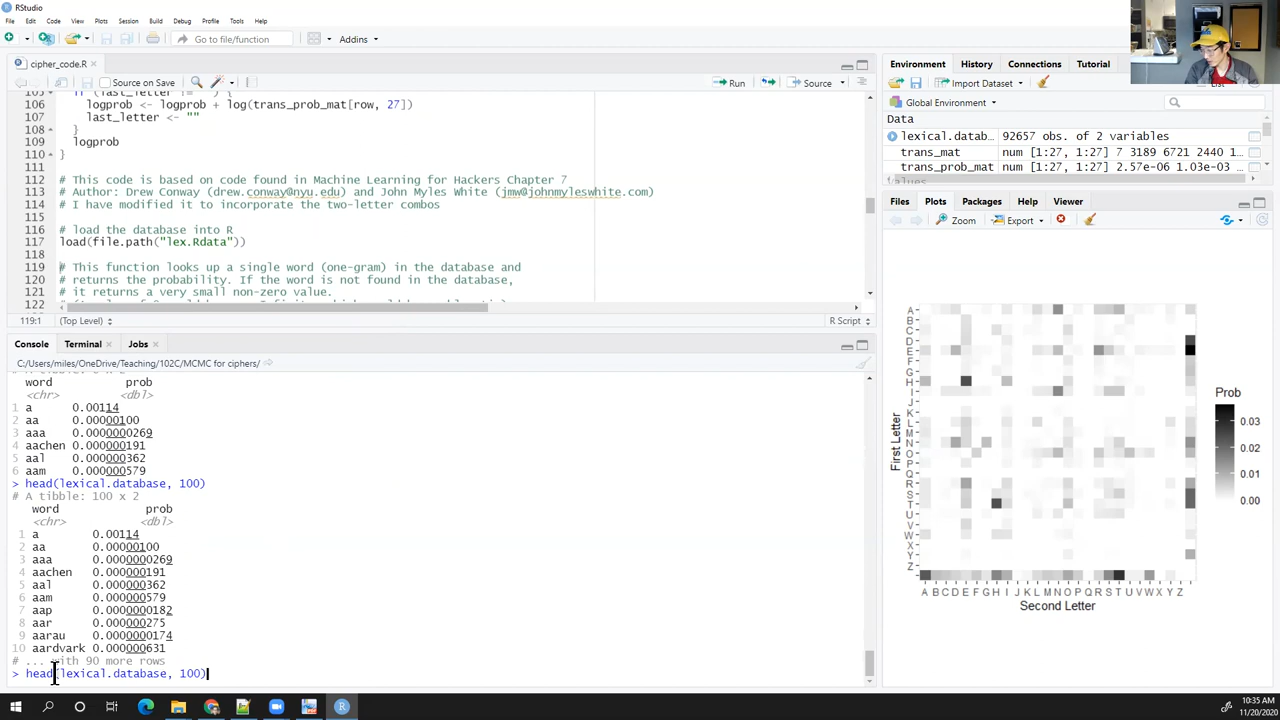 RStudio
File Edit Code View Plots Session Build Debug Profile Tools Help
Go to file/function Addins
cipher_code.R
Source on Save Run Source
106 logprob <- logprob + log(trans_prob_mat[row, 27])
107 last_letter <- ""
108 }
109 logprob
110 }
111
112 # This code is based on code found in Machine Learning for Hackers Chapter 7
113 # Author: Drew Conway (drew.conway@nyu.edu) and John Myles White (jmw@johnmyleswhite.com)
114 # I have modified it to incorporate the two-letter combos
115
116 # load the database into R
117 load(file.path("lex.Rdata"))
118
119 # This function looks up a single word (one-gram) in the database and
120 # returns the probability. If the word is not found in the database,
121 # it returns a very small non-zero value.
122
119:1 (Top Level) R Script
Console Terminal Jobs
C:/Users/miles/OneDrive/Teaching/102C/MCMC for ciphers/
word prob
<chr> <dbl>
1 a 0.00114
2 aa 0.00000100
3 aaa 0.0000000269
4 aachen 0.000000191
5 aal 0.000000362
6 aam 0.000000579
> head(lexical.database, 100)
# A tibble: 100 x 2
word prob
<chr> <dbl>
1 a 0.00114
2 aa 0.00000100
3 aaa 0.0000000269
4 aachen 0.000000191
5 aal 0.000000362
6 aam 0.000000579
7 aap 0.0000000182
8 aar 0.000000275
9 aarau 0.0000000174
10 aardvark 0.000000631
# ... with 90 more rows
> head(lexical.database, 100)
Environment History Connections Tutorial
Import Dataset List
Global Environment
Data
lexical.datab… 92657 obs. of 2 variables
trans_mat num [1:27, 1:27] 7 3189 6721 2440 1…
trans_prob_mat num [1:27, 1:27] 2.57e-06 1.03e-03
values
Files Plots Packages Help Viewer
Zoom Export
A
B
C
D
E
F
G
H
I
J
K
L
M
N
O
P
Q
R
S
T
U
V
W
X
Y
Z
First Letter
A B C D E F G H I J K L M N O P Q R S T U V W X Y Z
Second Letter
Prob
0.03
0.02
0.01
0.00
10:35 AM
11/20/2020